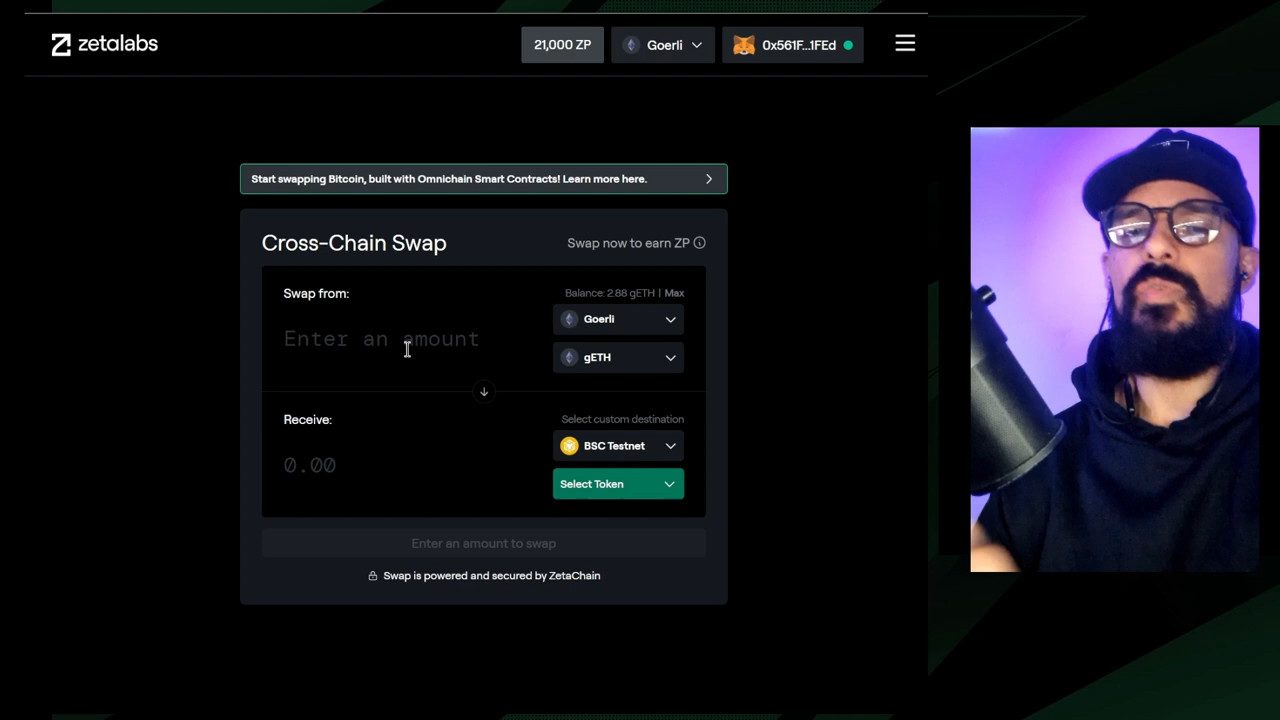 zetalabs
21,000 ZP
Goerli
0x561F...1FEd
Start swapping Bitcoin, built with Omnichain Smart Contracts! Learn more here.
Cross-Chain Swap
Swap now to earn ZP
Swap from:
Balance: 2.88 gETH | Max
Goerli
Enter an amount
gETH
Receive:
Select custom destination
BSC Testnet
0.00
Select Token
Enter an amount to swap
Swap is powered and secured by ZetaChain